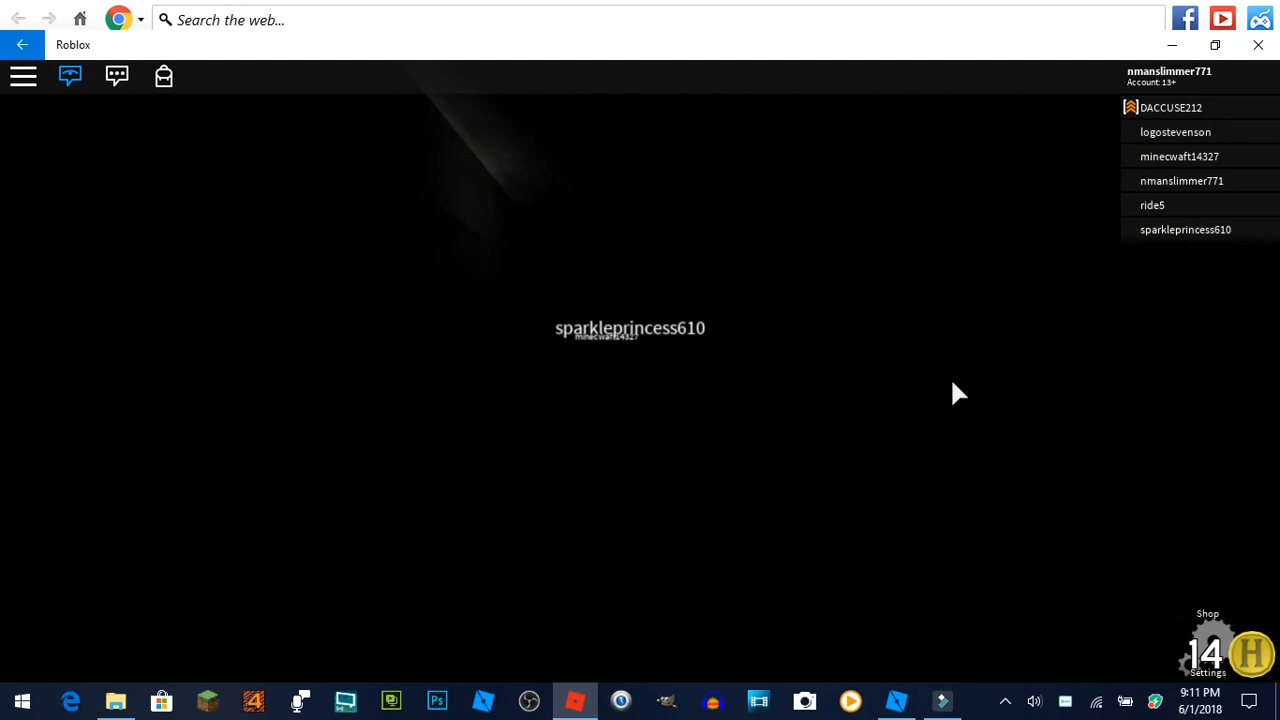 Search the web...
Roblox
nmanslimmer771
Account: 13+
DACCUSE212
logostevenson
minecwaft14327
nmanslimmer771
ride5
sparkleprincess610
sparkleprincess610
minecwaft14327
Shop
14
H
Settings
9:11 PM
6/1/2018